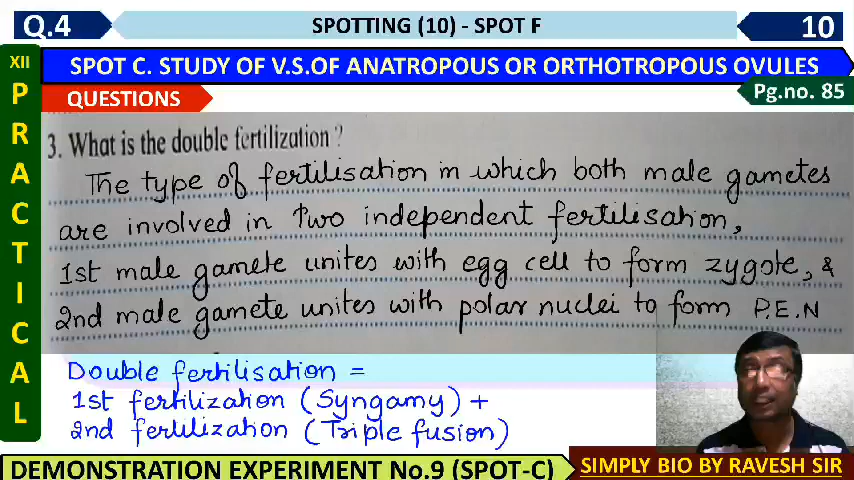 Q.4
SPOTTING (10) - SPOT F
10
XII
PRACTICAL
SPOT C. STUDY OF V.S.OF ANATROPOUS OR ORTHOTROPOUS OVULES
QUESTIONS
Pg.no. 85
3. What is the double fertilization ?
The type of fertilisation in which both male gametes
are involved in two independent fertilisation,
1st male gamete unites with egg cell to form zygote, &
2nd male gamete unites with polar nuclei to form P.E.N
Double fertilisation =
1st fertilization (Syngamy) +
2nd fertilization (Triple fusion)
DEMONSTRATION EXPERIMENT No.9 (SPOT-C)
SIMPLY BIO BY RAVESH SIR